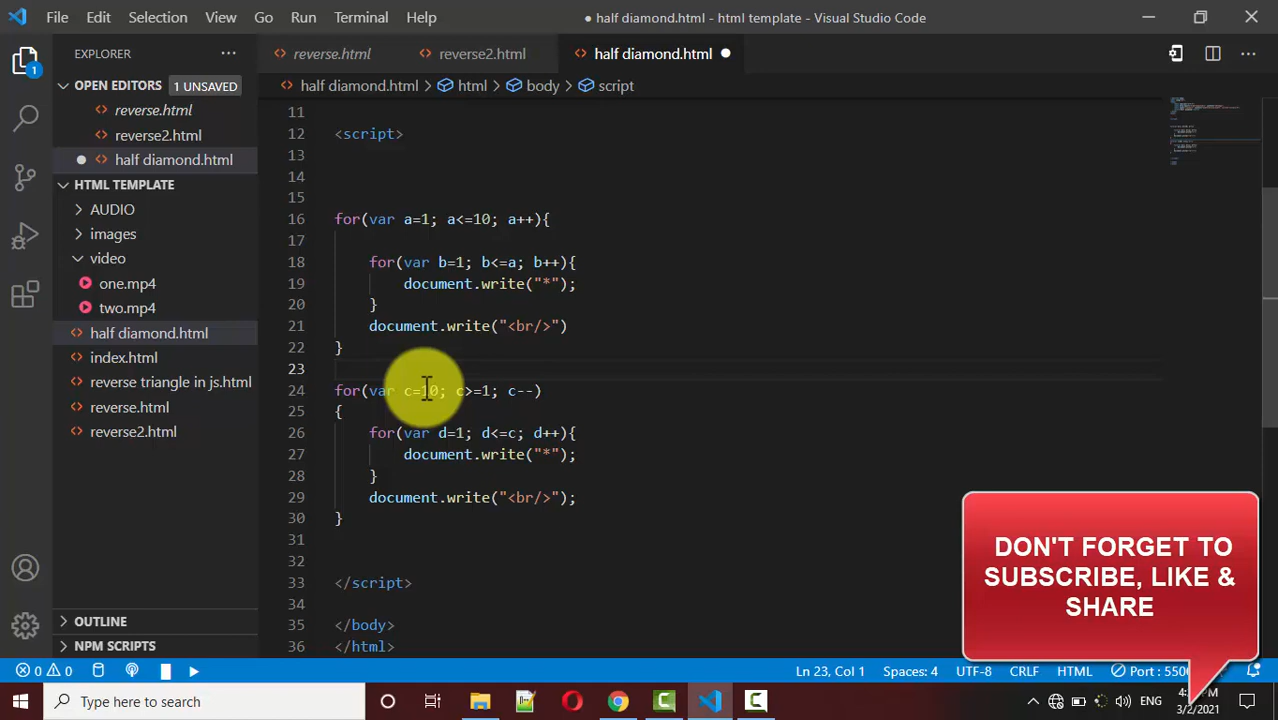 File Edit Selection View Go Run Terminal Help
● half diamond.html - html template - Visual Studio Code
EXPLORER ···
reverse.html
reverse2.html
half diamond.html ●
OPEN EDITORS 1 UNSAVED
reverse.html
reverse2.html
● half diamond.html
HTML TEMPLATE
AUDIO
images
video
one.mp4
two.mp4
half diamond.html
index.html
reverse triangle in js.html
reverse.html
reverse2.html
OUTLINE
NPM SCRIPTS
1
half diamond.html > html > body > script
11
12 <script>
13
14
15
16 for(var a=1; a<=10; a++){
17
18 for(var b=1; b<=a; b++){
19 document.write("*");
20 }
21 document.write("<br/>")
22 }
23
24 for(var c=10; c>=1; c--)
25 {
26 for(var d=1; d<=c; d++){
27 document.write("*");
28 }
29 document.write("<br/>");
30 }
31
32
33 </script>
34
35 </body>
36 </html>
DON'T FORGET TO
SUBSCRIBE, LIKE &
SHARE
0 0 Ln 23, Col 1 Spaces: 4 UTF-8 CRLF HTML Port :
Type here to search
ENG
3/2/2021